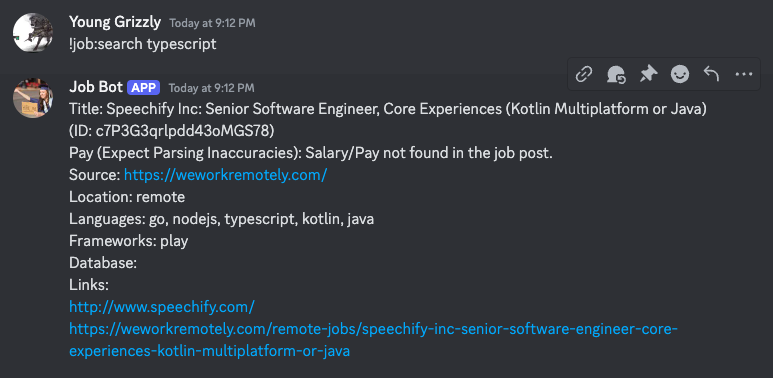 Young Grizzly Today at 9:12 PM
!job:search typescript
Job Bot APP Today at 9:12 PM
Title: Speechify Inc: Senior Software Engineer, Core Experiences (Kotlin Multiplatform or Java)
(ID: c7P3G3qrlpdd43oMGS78)
Pay (Expect Parsing Inaccuracies): Salary/Pay not found in the job post.
Source: https://weworkremotely.com/
Location: remote
Languages: go, nodejs, typescript, kotlin, java
Frameworks: play
Database:
Links:
http://www.speechify.com/
https://weworkremotely.com/remote-jobs/speechify-inc-senior-software-engineer-core-
experiences-kotlin-multiplatform-or-java